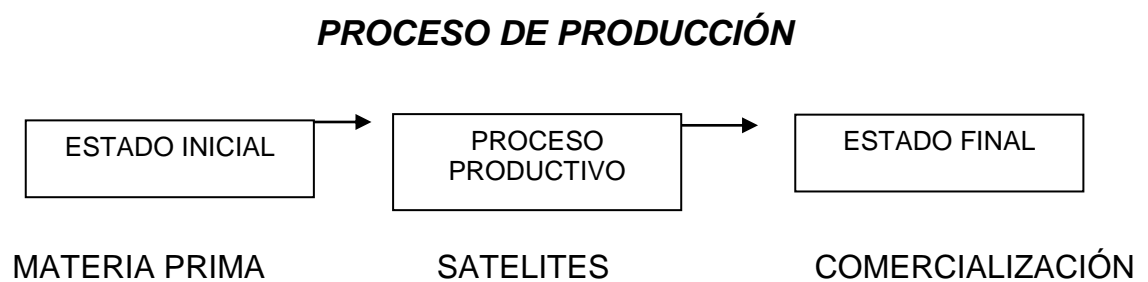 PROCESO DE PRODUCCIÓN
ESTADO INICIAL
PROCESO
PRODUCTIVO
ESTADO FINAL
MATERIA PRIMA
SATELITES
COMERCIALIZACIÓN